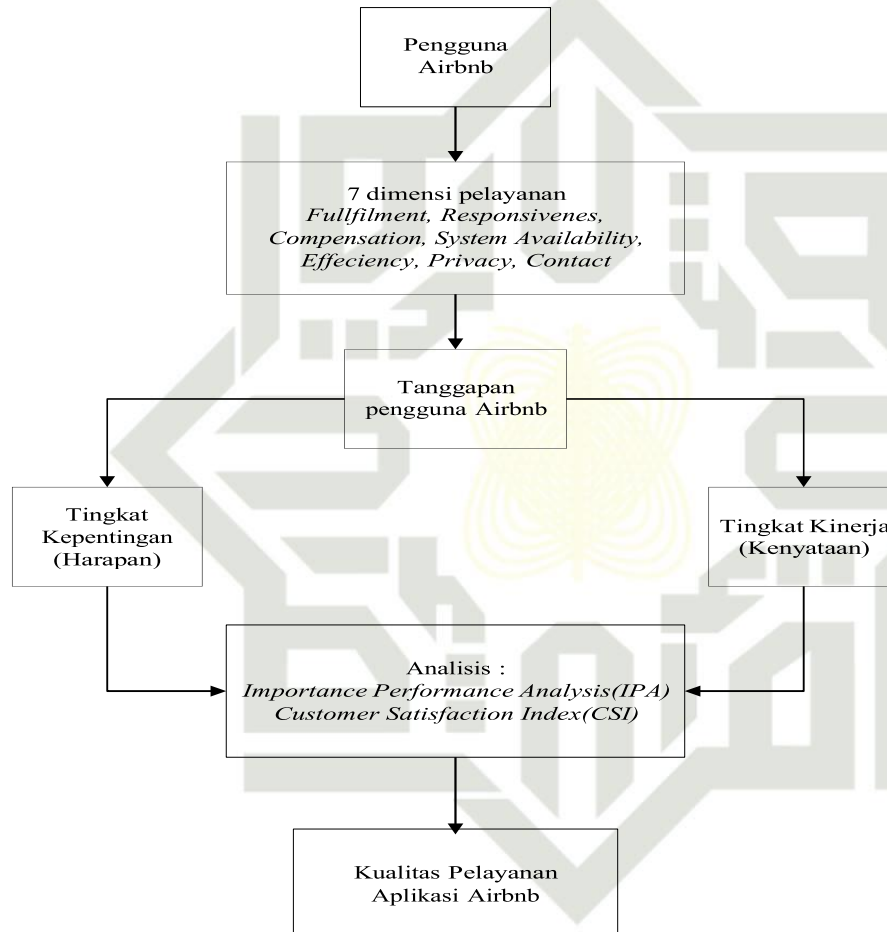 Pengguna
Airbnb
7 dimensi pelayanan
Fullfilment, Responsivenes,
Compensation, System Availability,
Effeciency, Privacy, Contact
Tanggapan
pengguna Airbnb
Tingkat
Kepentingan
(Harapan)
Tingkat Kinerja
(Kenyataan)
Analisis :
Importance Performance Analysis(IPA)
Customer Satisfaction Index(CSI)
Kualitas Pelayanan
Aplikasi Airbnb